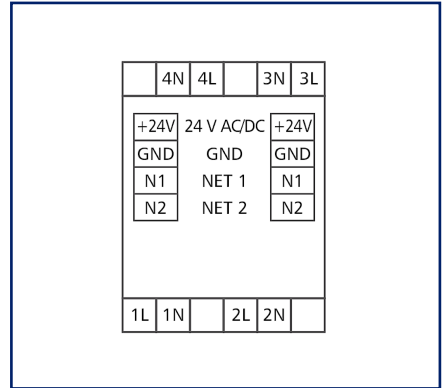 4N 4L 3N 3L
+24V 24 V AC/DC +24V
GND GND GND
N1 NET 1 N1
N2 NET 2 N2
1L 1N 2L 2N